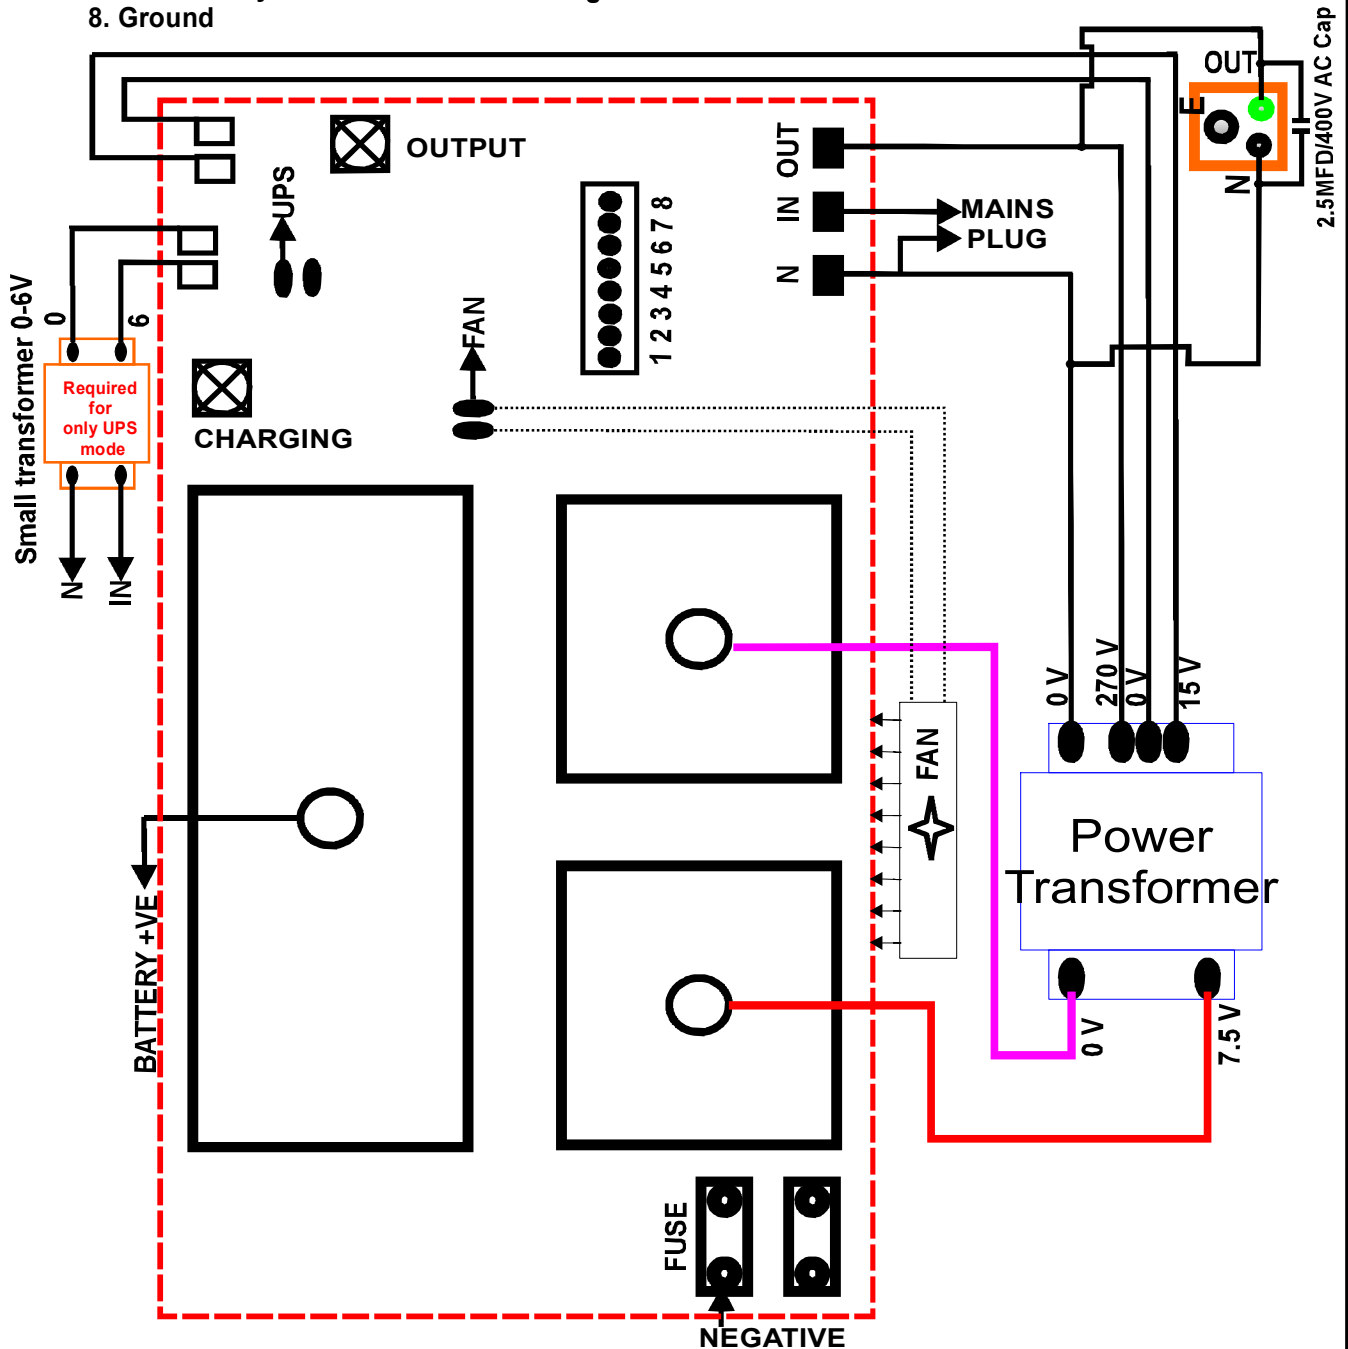 8. Ground
OUT
E
N
2.5MFD/400V AC Cap
OUTPUT
UPS
OUT
IN
N
MAINS
PLUG
1 2 3 4 5 6 7 8
FAN
Small transformer 0-6V
0
6
Required
for
only UPS
mode
N
IN
CHARGING
0 V
270 V
0 V
15 V
FAN
Power
Transformer
0 V
7.5 V
BATTERY +VE
FUSE
NEGATIVE